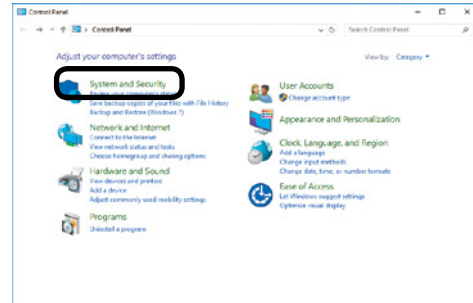 Control Panel
Control Panel
Search Control Panel
Adjust your computer's settings
View by: Category
System and Security
Review your computer's status
Save backup copies of your files with File History
Backup and Restore (Windows 7)
Network and Internet
Connect to the Internet
View network status and tasks
Choose homegroup and sharing options
Hardware and Sound
View devices and printers
Add a device
Adjust commonly used mobility settings
Programs
Uninstall a program
User Accounts
Change account type
Appearance and Personalization
Clock, Language, and Region
Add a language
Change input methods
Change date, time, or number formats
Ease of Access
Let Windows suggest settings
Optimize visual display